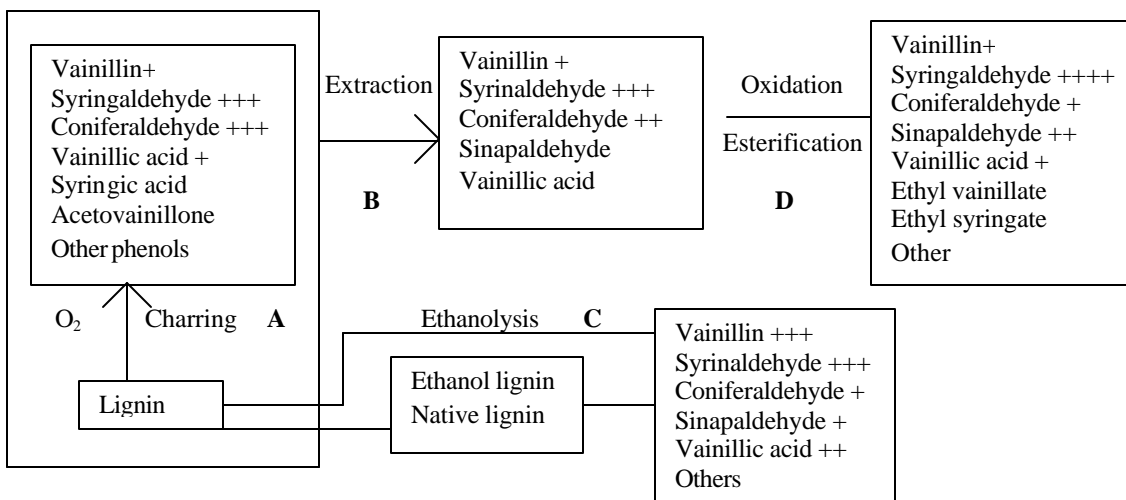 Vainillin+
Syringaldehyde +++
Coniferaldehyde +++
Vainillic acid +
Syringic acid
Acetovainillone
Other phenols
O₂
Charring
A
Lignin
Extraction
B
Vainillin +
Syrinaldehyde +++
Coniferaldehyde ++
Sinapaldehyde
Vainillic acid
Oxidation
Esterification
D
Vainillin+
Syringaldehyde ++++
Coniferaldehyde +
Sinapaldehyde ++
Vainillic acid +
Ethyl vainillate
Ethyl syringate
Other
Ethanolysis
C
Ethanol lignin
Native lignin
Vainillin +++
Syrinaldehyde +++
Coniferaldehyde +
Sinapaldehyde +
Vainillic acid ++
Others